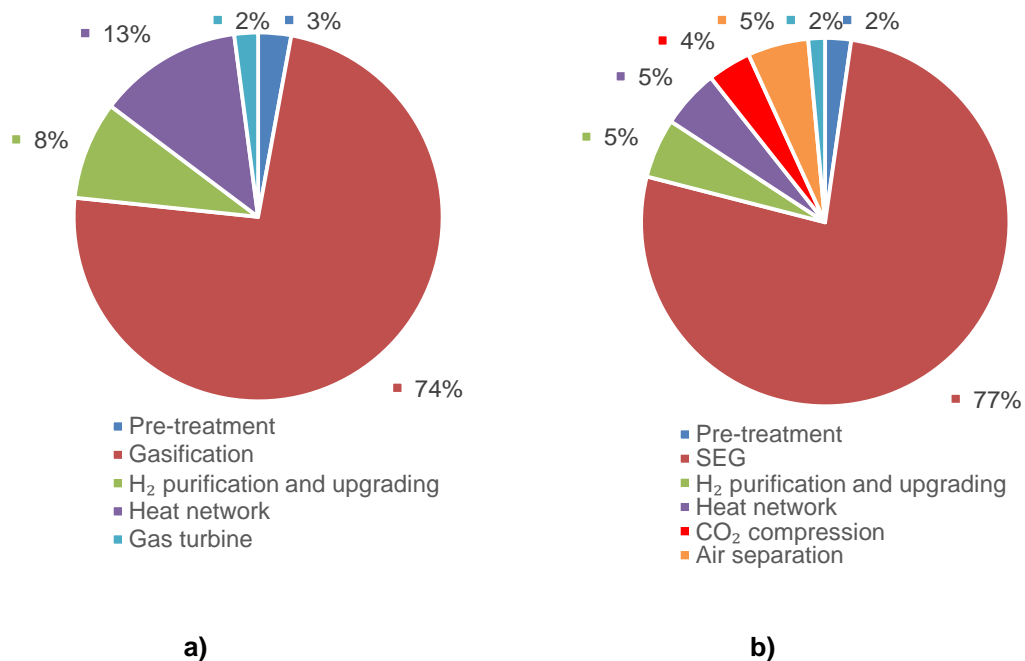 2% 3%
13%
8%
74%
Pre-treatment
Gasification
H₂ purification and upgrading
Heat network
Gas turbine
a)
5% 2% 2%
4%
5%
5%
77%
Pre-treatment
SEG
H₂ purification and upgrading
Heat network
CO₂ compression
Air separation
b)